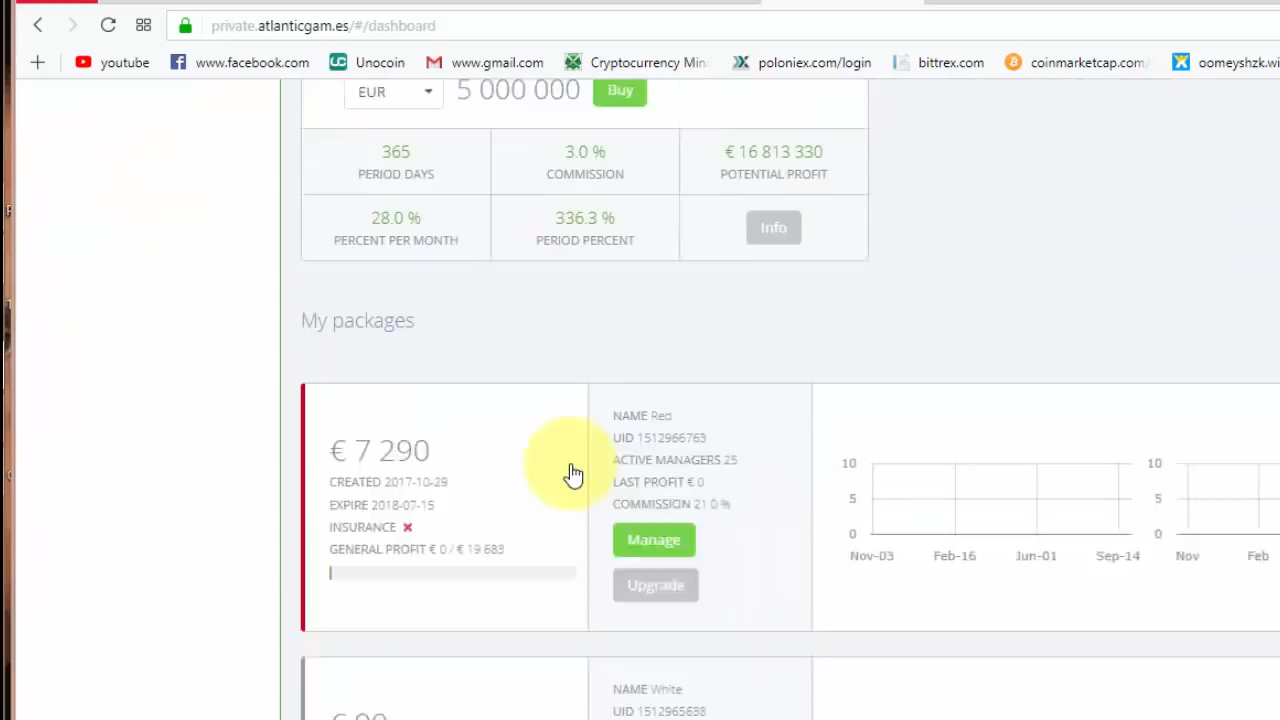 private.atlanticgam.es/#/dashboard
youtube www.facebook.com Unocoin www.gmail.com Cryptocurrency Min poloniex.com/login bittrex.com coinmarketcap.com/ oomeyshzk.wi
EUR 5 000 000 Buy
365 3.0 % € 16 813 330
PERIOD DAYS COMMISSION POTENTIAL PROFIT
28.0 % 336.3 % Info
PERCENT PER MONTH PERIOD PERCENT
My packages
€ 7 290
CREATED 2017-10-29
EXPIRE 2018-07-15
INSURANCE
GENERAL PROFIT € 0 / € 19 683
NAME Red
UID 1512966763
ACTIVE MANAGERS 25
LAST PROFIT € 0
COMMISSION 21.0 %
Manage
Upgrade
10 10
5 5
0 0
Nov-03 Feb-16 Jun-01 Sep-14 Nov Feb
NAME White
UID 1512965638
€ 90